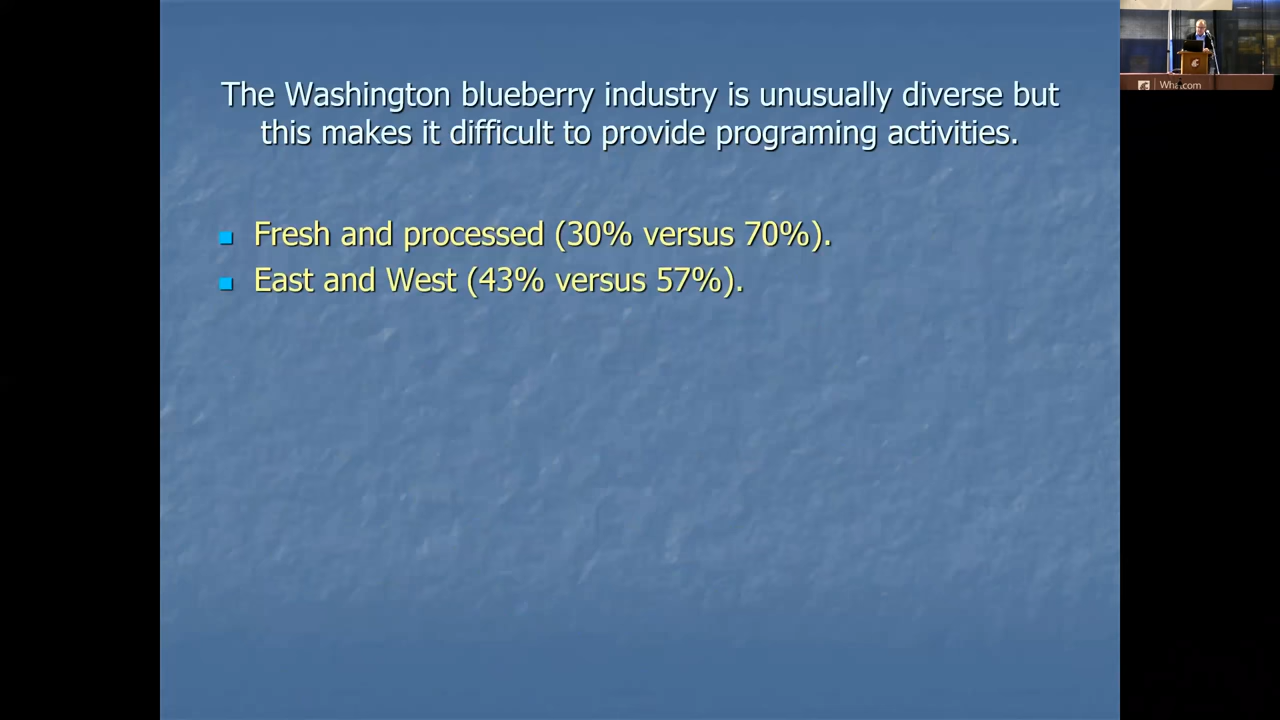 The Washington blueberry industry is unusually diverse but
this makes it difficult to provide programing activities.
Fresh and processed (30% versus 70%).
East and West (43% versus 57%).
Whatcom